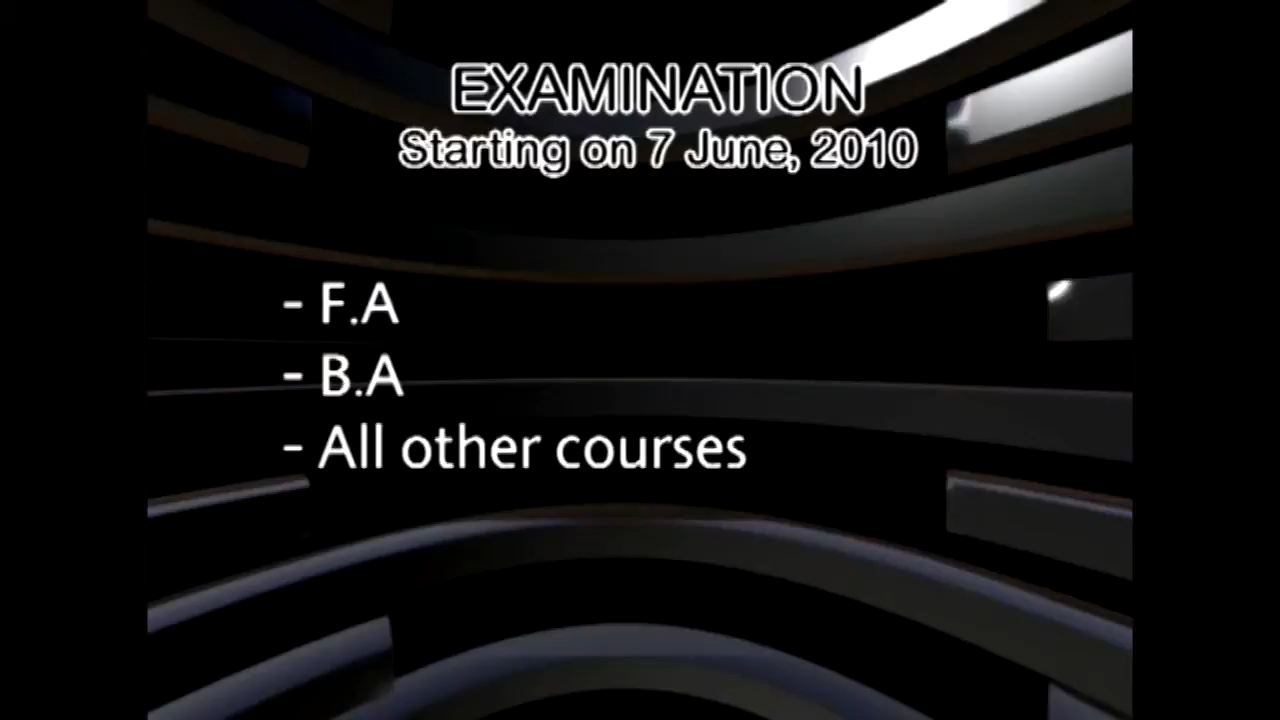 EXAMINATION
Starting on 7 June, 2010
- F.A
- B.A
- All other courses